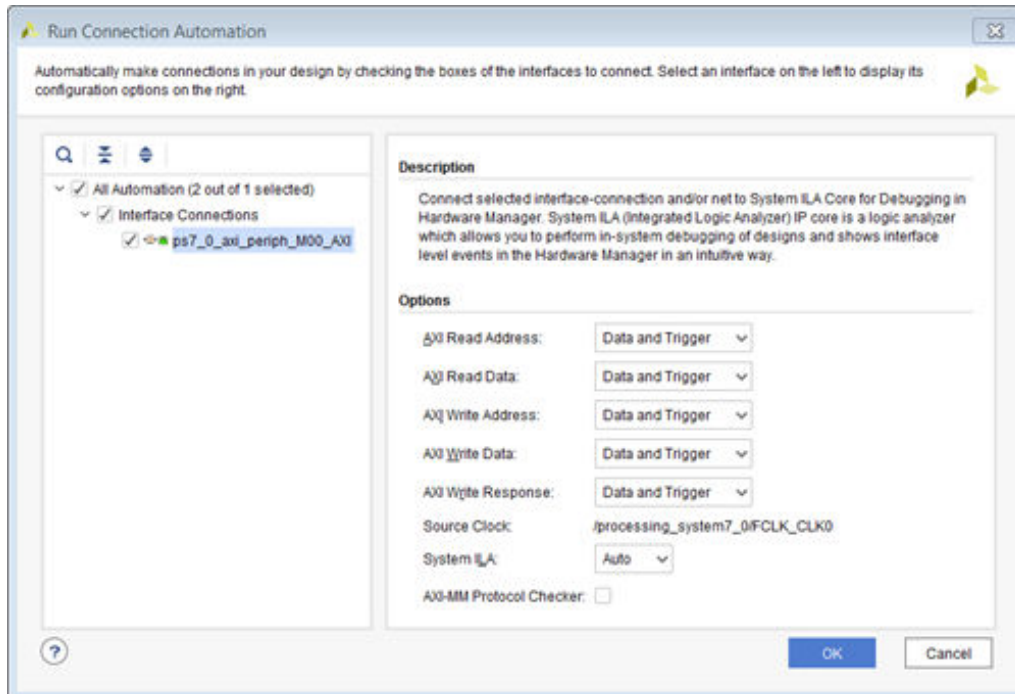 Run Connection Automation
Automatically make connections in your design by checking the boxes of the interfaces to connect. Select an interface on the left to display its
configuration options on the right.
All Automation (2 out of 1 selected)
Interface Connections
ps7_0_axi_periph_M00_AXI
Description
Connect selected interface-connection and/or net to System ILA Core for Debugging in
Hardware Manager. System ILA (Integrated Logic Analyzer) IP core is a logic analyzer
which allows you to perform in-system debugging of designs and shows interface
level events in the Hardware Manager in an intuitive way.
Options
AXI Read Address: Data and Trigger
AXI Read Data: Data and Trigger
AXI Write Address: Data and Trigger
AXI Write Data: Data and Trigger
AXI Write Response: Data and Trigger
Source Clock: /processing_system7_0/FCLK_CLK0
System ILA: Auto
AXI-MM Protocol Checker:
?
OK
Cancel